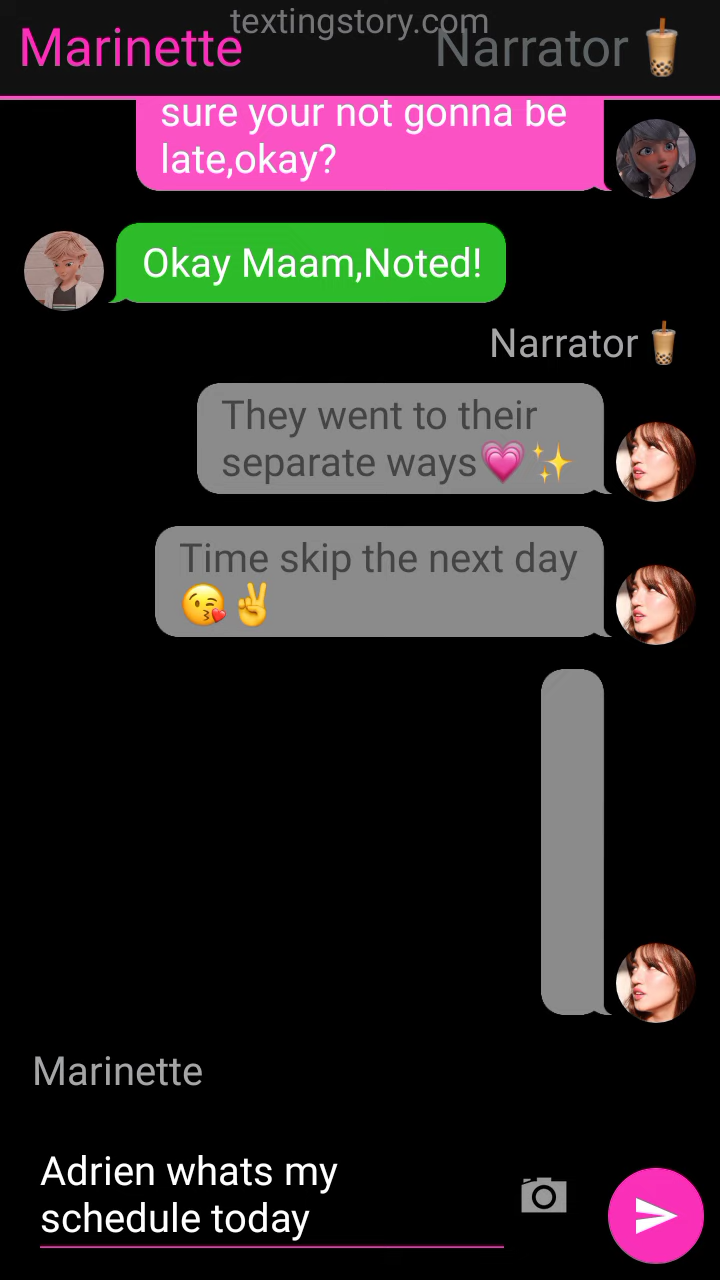 textingstory.com
Marinette
Narrator 🧋
sure your not gonna be
late,okay?
Okay Maam,Noted!
Narrator 🧋
They went to their
separate ways💗✨
Time skip the next day
😘✌
Marinette
Adrien whats my
schedule today